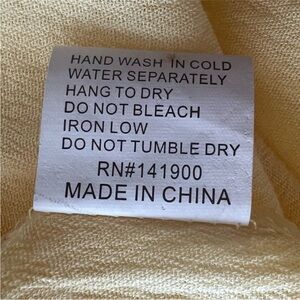 HAND WASH IN COLD
WATER SEPARATELY
HANG TO DRY
DO NOT BLEACH
IRON LOW
DO NOT TUMBLE DRY
RN#141900
MADE IN CHINA